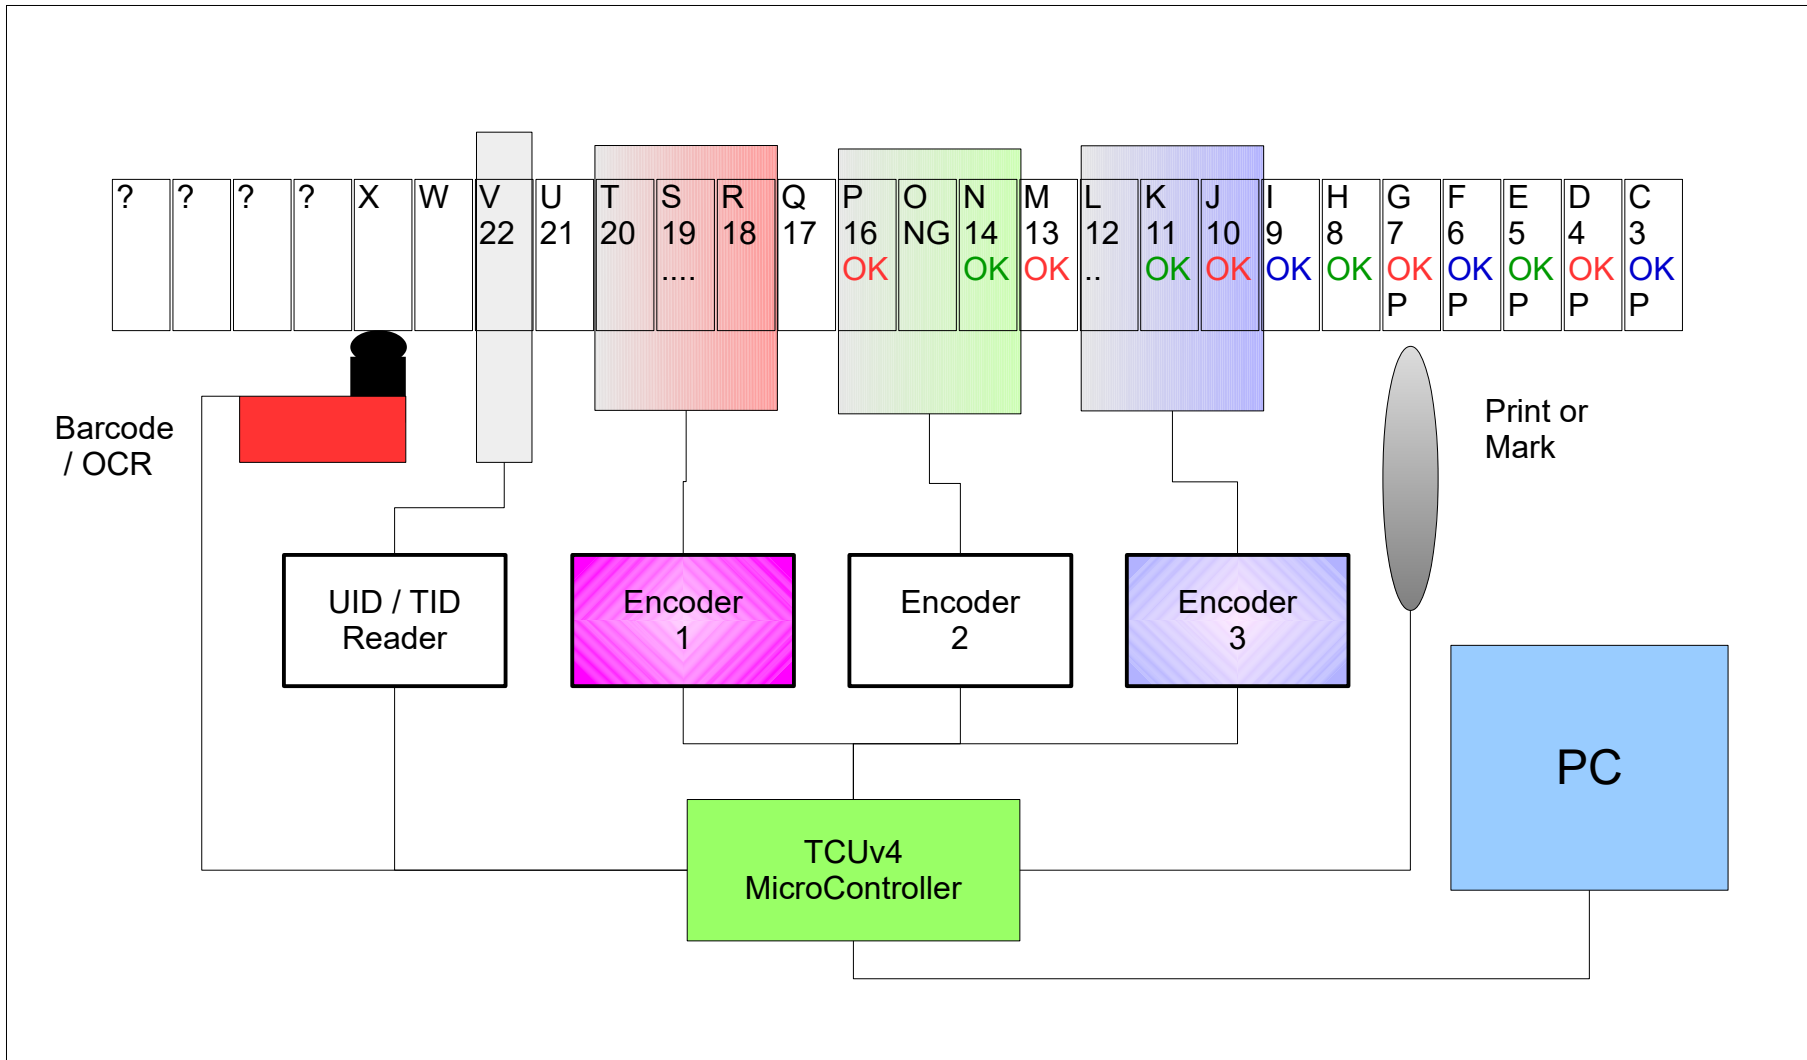 ? ? ? ? X W V U T S R Q P O N M L K J I H G F E D C
22 21 20 19 18 17 16 NG 14 13 12 11 10 9 8 7 6 5 4 3
.... OK OK OK .. OK OK OK OK OK OK OK OK OK
P P P P P
Barcode
/ OCR
Print or
Mark
UID / TID
Reader
Encoder
1
Encoder
2
Encoder
3
PC
TCUv4
MicroController